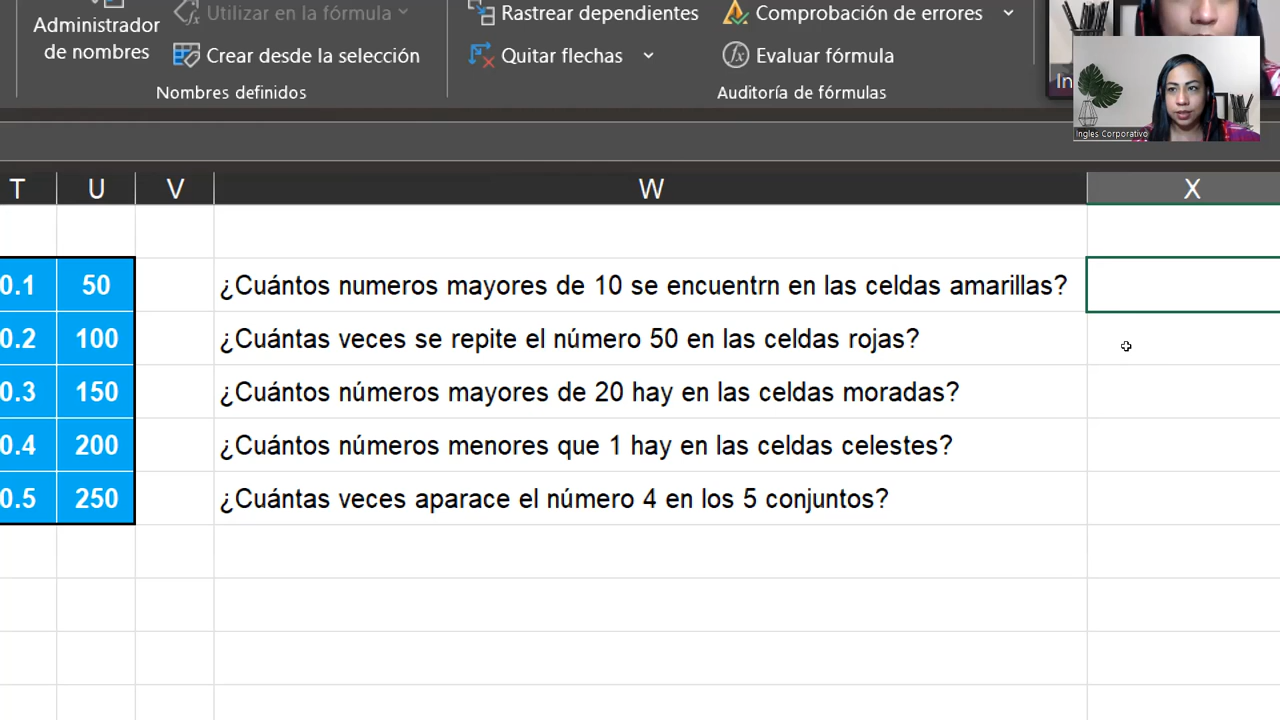 Administrador
de nombres
Utilizar en la fórmula
Crear desde la selección
Nombres definidos
Rastrear dependientes
Quitar flechas
Comprobación de errores
Evaluar fórmula
Auditoría de fórmulas
In
Ingles Corporativo
T U V W X
0.1 50 ¿Cuántos numeros mayores de 10 se encuentrn en las celdas amarillas?
0.2 100 ¿Cuántas veces se repite el número 50 en las celdas rojas?
0.3 150 ¿Cuántos números mayores de 20 hay en las celdas moradas?
0.4 200 ¿Cuántos números menores que 1 hay en las celdas celestes?
0.5 250 ¿Cuántas veces aparace el número 4 en los 5 conjuntos?